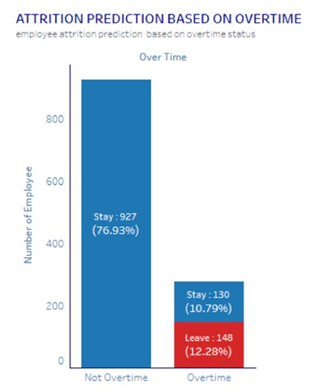 ATTRITION PREDICTION BASED ON OVERTIME
employee attrition prediction based on overtime status
Over Time
Number of Employee
800
600
400
200
0
Stay : 927
(76.93%)
Stay : 130
(10.79%)
Leave : 148
(12.28%)
Not Overtime
Overtime